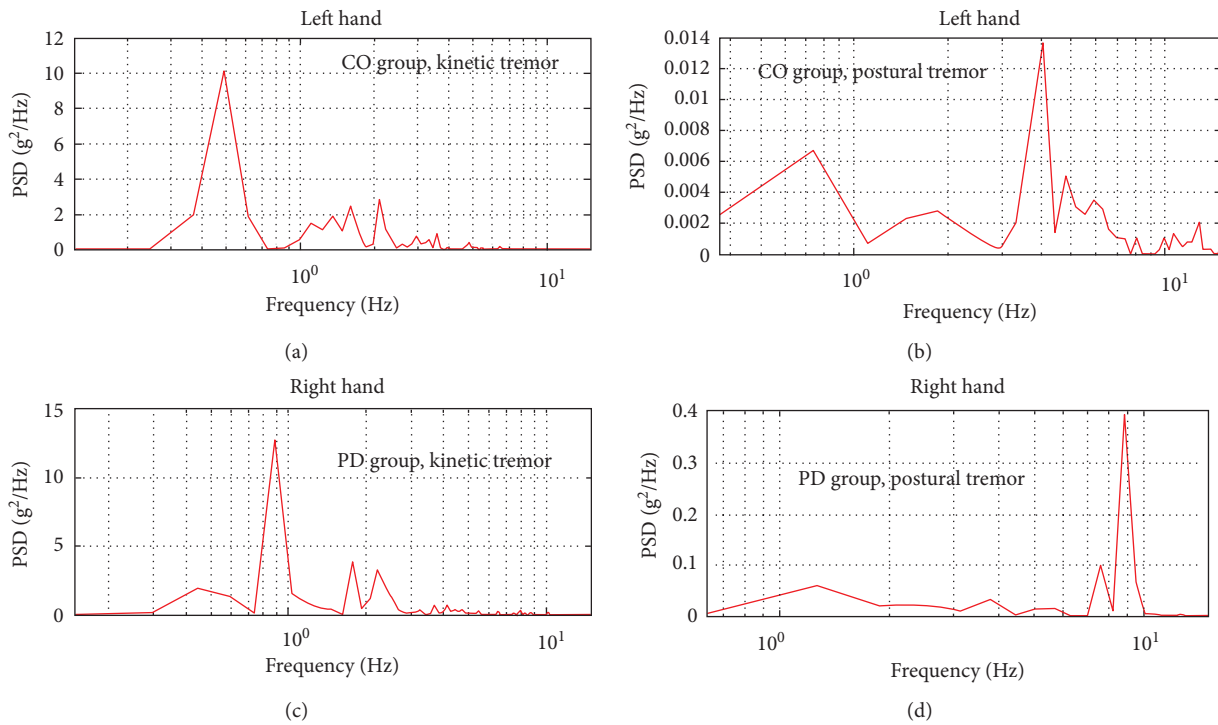 Left hand
12
10
8
6
4
2
0
PSD (g²/Hz)
CO group, kinetic tremor
10⁰
10¹
Frequency (Hz)
(a)
Left hand
0.014
0.012
0.01
0.008
0.006
0.004
0.002
0
PSD (g²/Hz)
CO group, postural tremor
10⁰
10¹
Frequency (Hz)
(b)
Right hand
15
10
5
0
PSD (g²/Hz)
PD group, kinetic tremor
10⁰
10¹
Frequency (Hz)
(c)
Right hand
0.4
0.3
0.2
0.1
0
PSD (g²/Hz)
PD group, postural tremor
10⁰
10¹
Frequency (Hz)
(d)